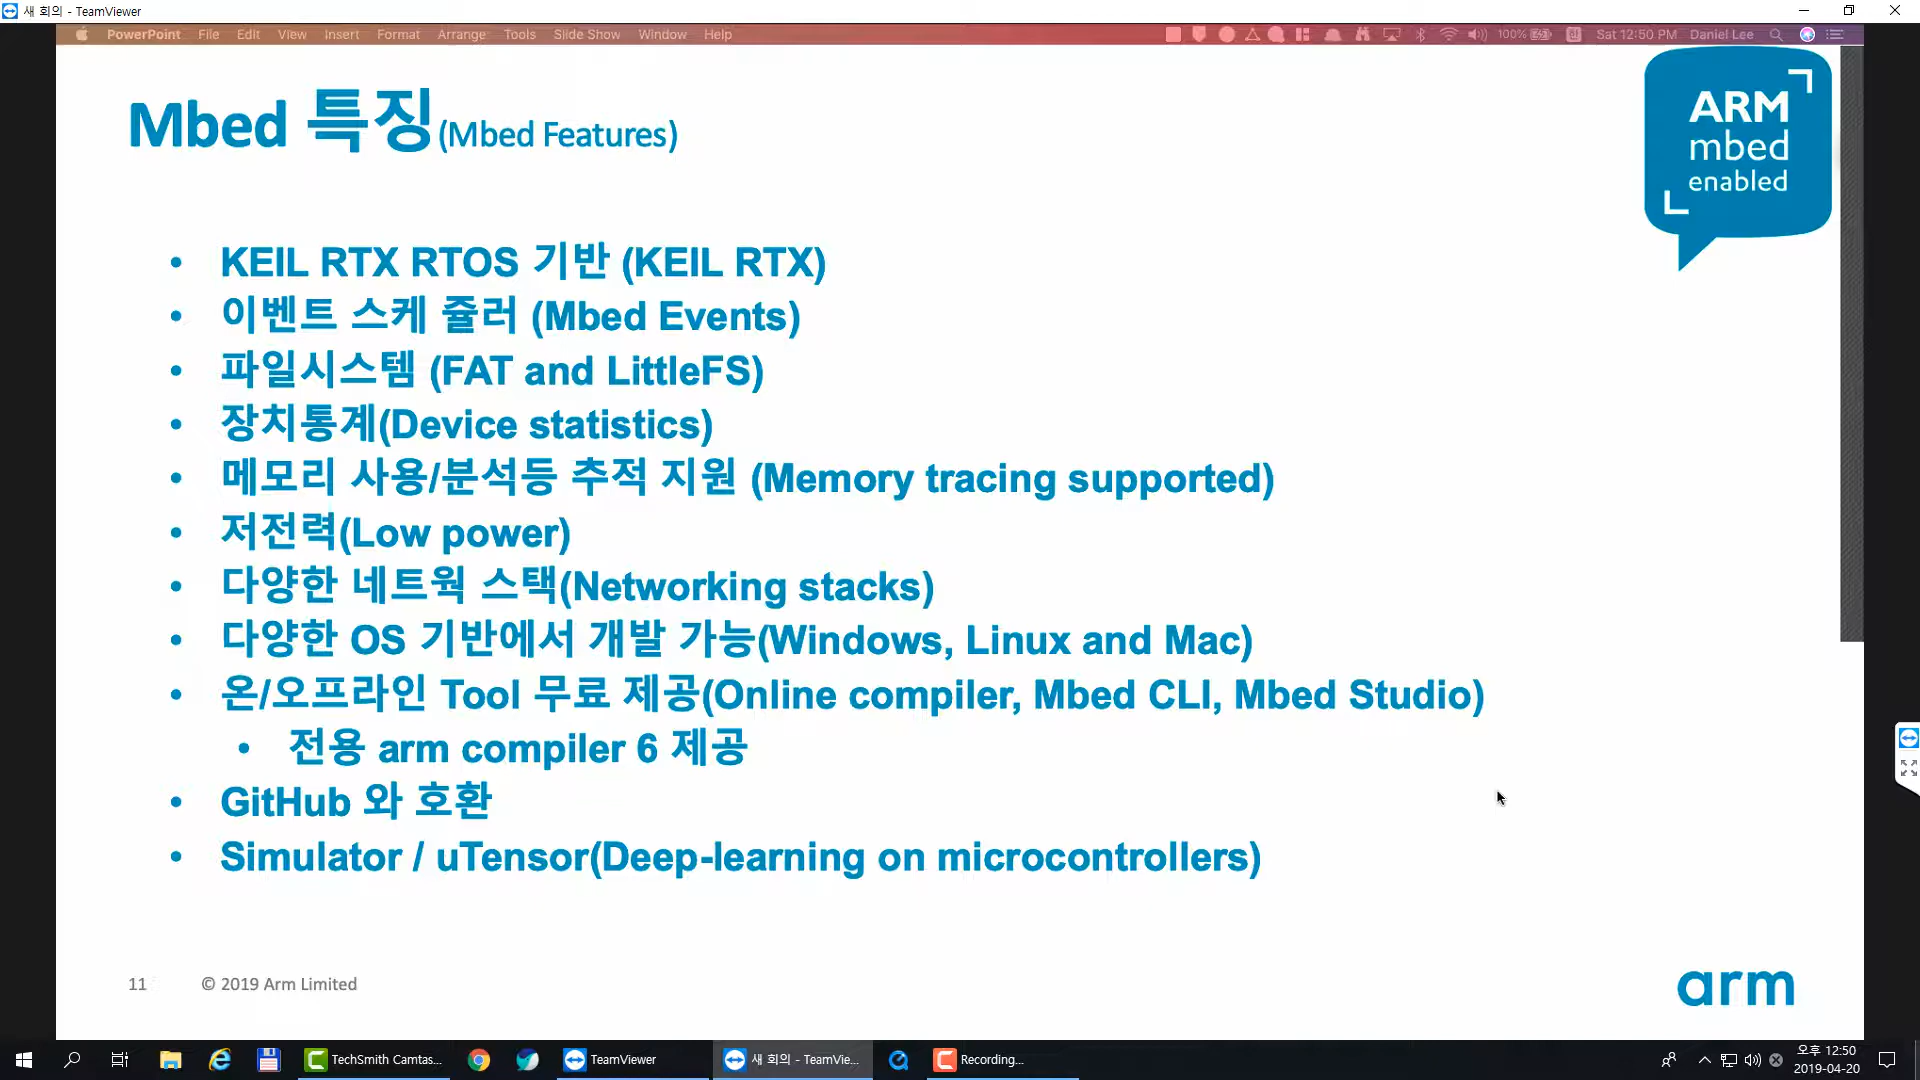 새 회의 - TeamViewer
PowerPoint File Edit View Insert Format Arrange Tools Slide Show Window Help 100% Sat 12:50 PM Daniel Lee
Mbed 특징(Mbed Features)
ARM
mbed
enabled
• KEIL RTX RTOS 기반 (KEIL RTX)
• 이벤트 스케 쥴러 (Mbed Events)
• 파일시스템 (FAT and LittleFS)
• 장치통계(Device statistics)
• 메모리 사용/분석등 추적 지원 (Memory tracing supported)
• 저전력(Low power)
• 다양한 네트웍 스택(Networking stacks)
• 다양한 OS 기반에서 개발 가능(Windows, Linux and Mac)
• 온/오프라인 Tool 무료 제공(Online compiler, Mbed CLI, Mbed Studio)
• 전용 arm compiler 6 제공
• GitHub 와 호환
• Simulator / uTensor(Deep-learning on microcontrollers)
11 © 2019 Arm Limited
arm
TechSmith Camtas... TeamViewer 새 회의 - TeamVie... Recording... 오후 12:50
2019-04-20